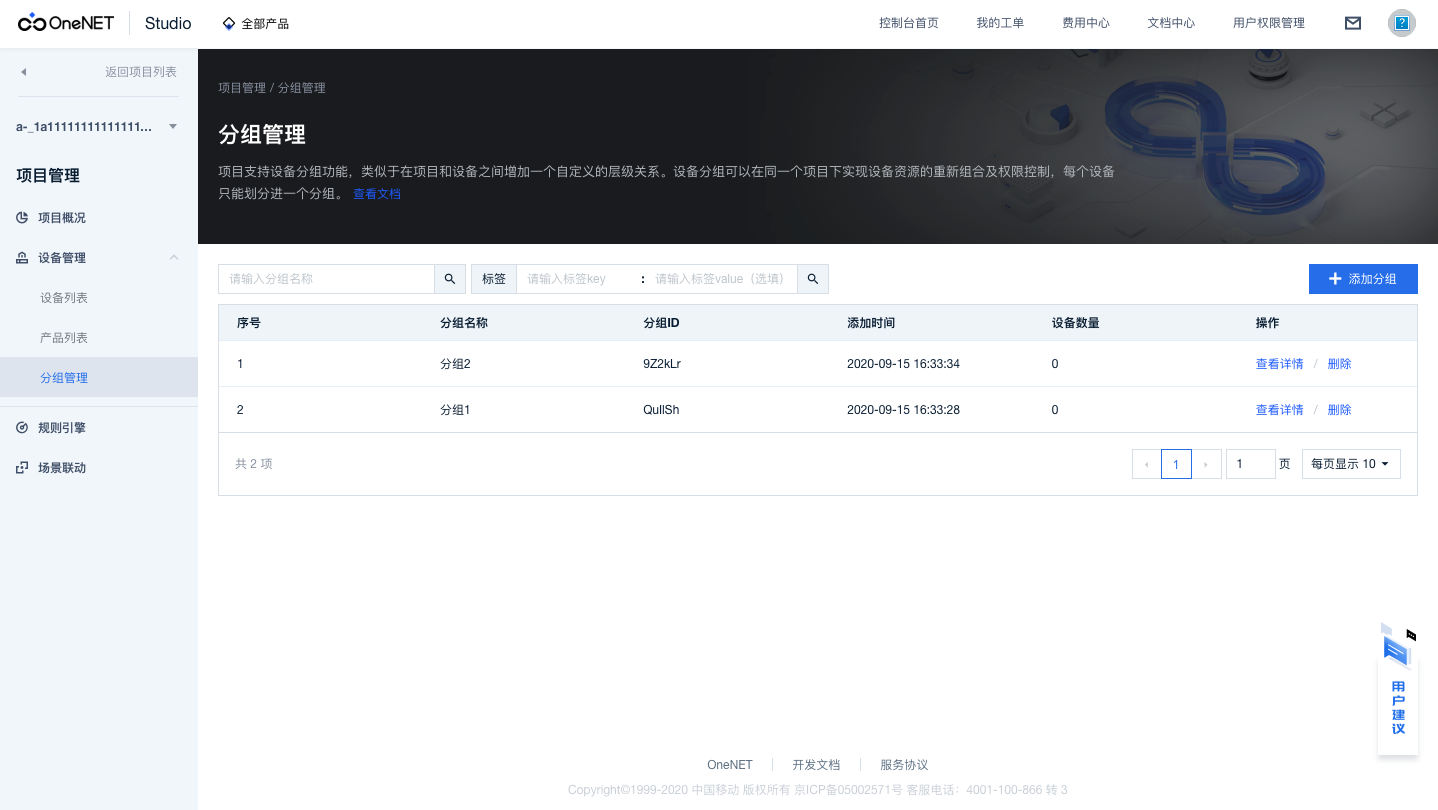 OneNET Studio 全部产品 控制台首页 我的工单 费用中心 文档中心 用户权限管理
返回项目列表
a-_1a11111111111111...
项目管理
项目概况
设备管理
设备列表
产品列表
分组管理
规则引擎
场景联动
项目管理 / 分组管理
分组管理
项目支持设备分组功能，类似于在项目和设备之间增加一个自定义的层级关系。设备分组可以在同一个项目下实现设备资源的重新组合及权限控制，每个设备
只能划分进一个分组。 查看文档
请输入分组名称 标签 请输入标签key : 请输入标签value（选填） 添加分组
序号 分组名称 分组ID 添加时间 设备数量 操作
1 分组2 9Z2kLr 2020-09-15 16:33:34 0 查看详情 / 删除
2 分组1 QullSh 2020-09-15 16:33:28 0 查看详情 / 删除
共 2 项 1 1 页 每页显示 10
用户建议
OneNET 开发文档 服务协议
Copyright©1999-2020 中国移动 版权所有 京ICP备05002571号 客服电话：4001-100-866 转 3